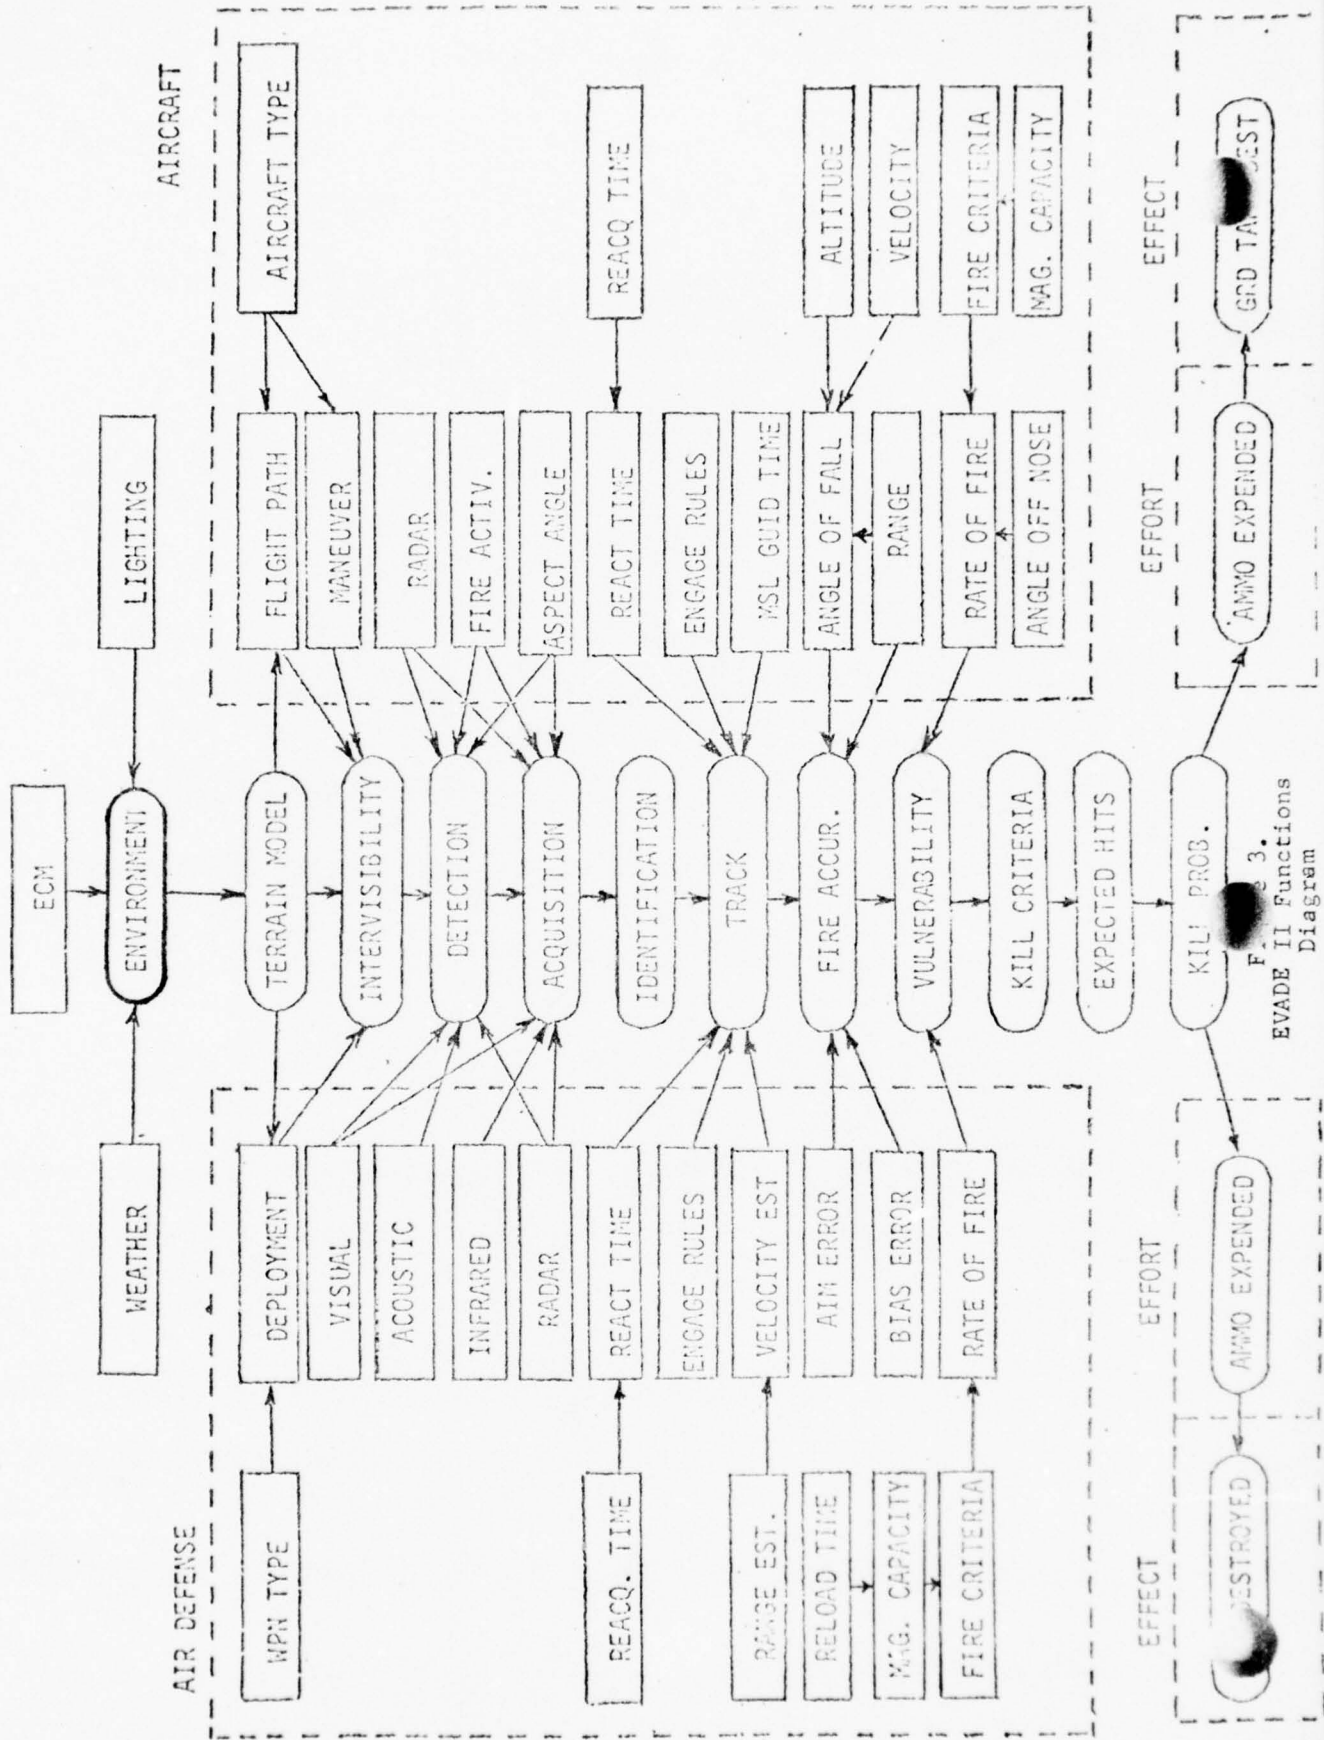 ECM
WEATHER
ENVIRONMENT
LIGHTING
AIR DEFENSE
AIRCRAFT
WPN TYPE
DEPLOYMENT
TERRAIN MODEL
FLIGHT PATH
AIRCRAFT TYPE
VISUAL
INTERVISIBILITY
MANEUVER
ACOUSTIC
DETECTION
RADAR
INFRARED
FIRE ACTIV.
RADAR
ACQUISITION
ASPECT ANGLE
REACQ. TIME
REACT TIME
IDENTIFICATION
REACT TIME
REACQ TIME
ENGAGE RULES
ENGAGE RULES
RANGE EST.
VELOCITY EST
TRACK
MSL GUID TIME
RELOAD TIME
AIM ERROR
FIRE ACCUR.
ANGLE OF FALL
ALTITUDE
MAG. CAPACITY
BIAS ERROR
RANGE
VELOCITY
FIRE CRITERIA
RATE OF FIRE
VULNERABILITY
RATE OF FIRE
FIRE CRITERIA
KILL CRITERIA
ANGLE OFF NOSE
MAG. CAPACITY
EXPECTED HITS
EFFECT
EFFORT
EFFORT
EFFECT
DESTROYED
AMMO EXPENDED
KILL PROB.
AMMO EXPENDED
GRD
3.
EVADE II Functions
Diagram